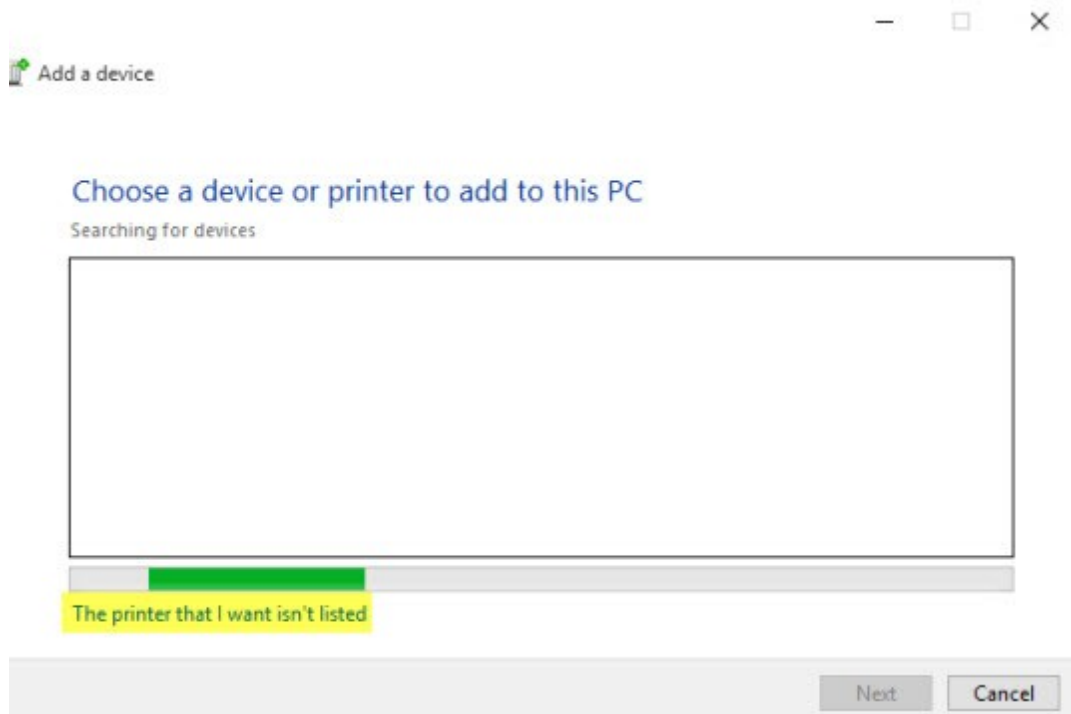 Add a device
Choose a device or printer to add to this PC
Searching for devices
The printer that I want isn't listed
Next
Cancel